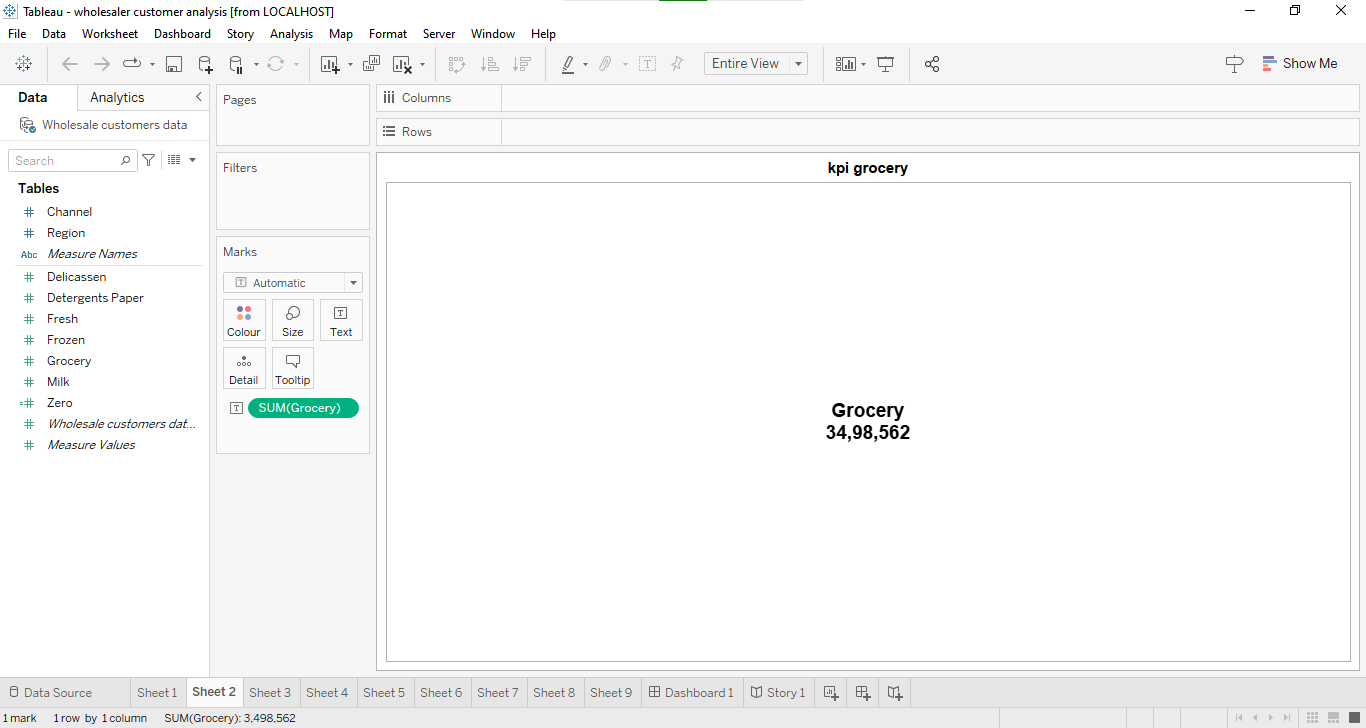 Tableau - wholesaler customer analysis [from LOCALHOST]
File Data Worksheet Dashboard Story Analysis Map Format Server Window Help
Entire View
Show Me
Data Analytics
Wholesale customers data
Search
Tables
Channel
Region
Abc Measure Names
Delicassen
Detergents Paper
Fresh
Frozen
Grocery
Milk
Zero
Wholesale customers dat...
Measure Values
Pages
Filters
Marks
T Automatic
Colour Size T Text
Detail Tooltip
T SUM(Grocery)
Columns
Rows
kpi grocery
Grocery
34,98,562
Data Source Sheet 1 Sheet 2 Sheet 3 Sheet 4 Sheet 5 Sheet 6 Sheet 7 Sheet 8 Sheet 9 Dashboard 1 Story 1
1 mark 1 row by 1 column SUM(Grocery): 3,498,562